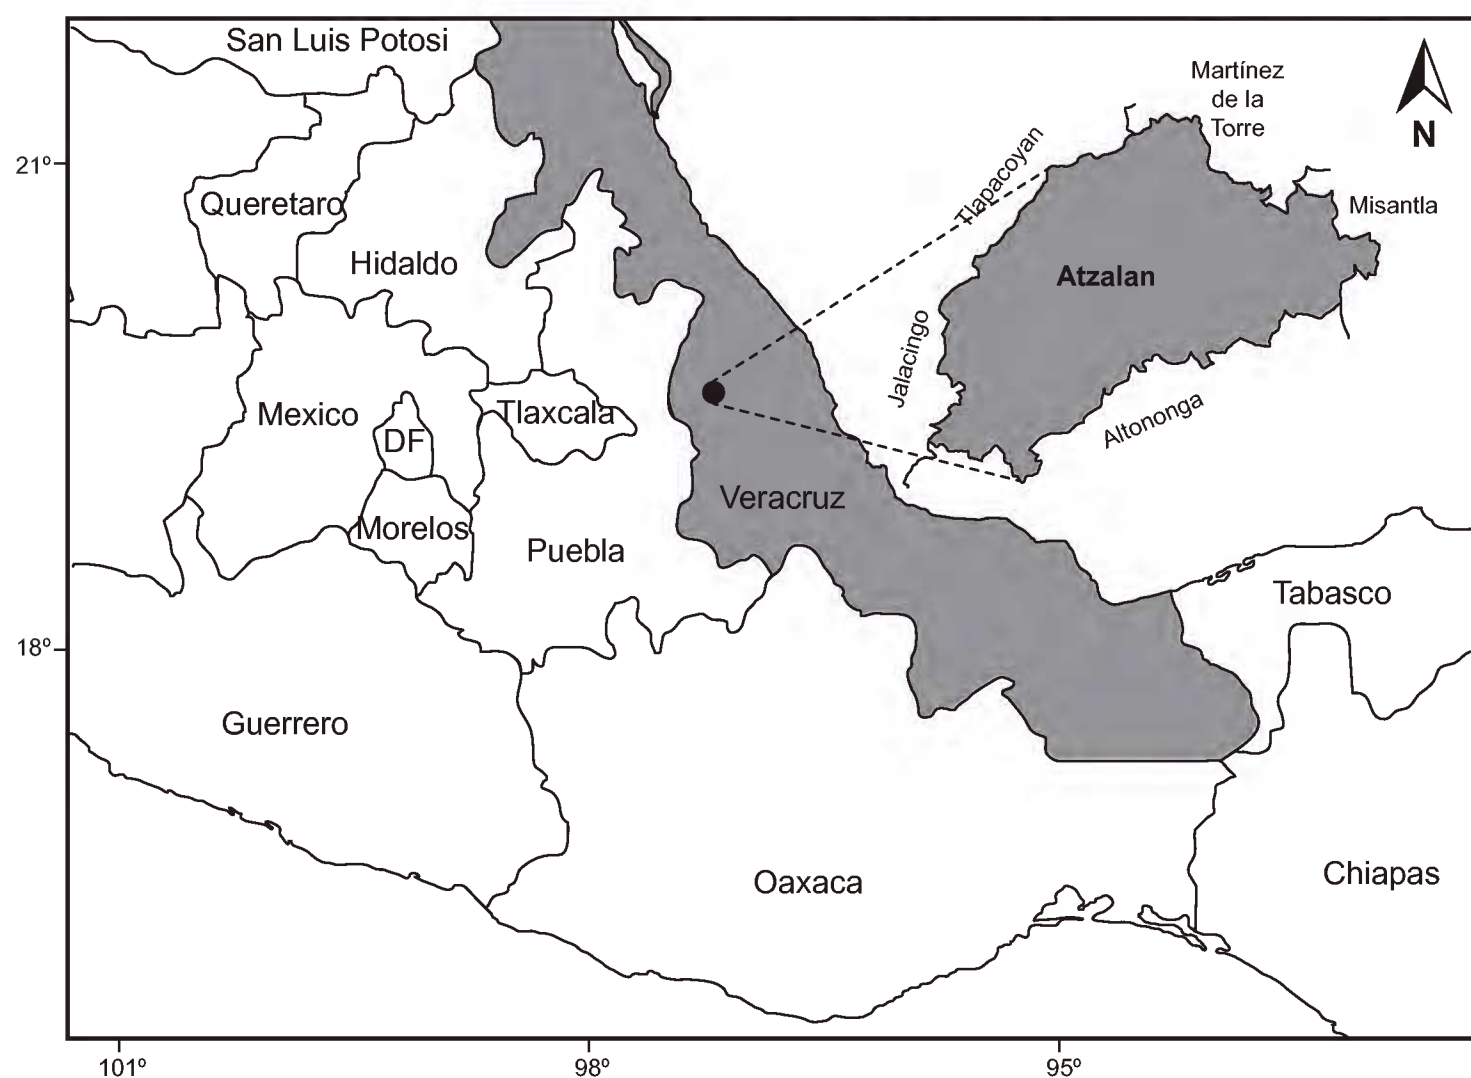 San Luis Potosi
Martínez
de la
Torre
N
Tlapacoyan
21º
Queretaro
Misantla
Hidaldo
Atzalan
Jalacingo
Mexico
Tlaxcala
DF
Altononga
Veracruz
Morelos
Puebla
Tabasco
18º
Guerrero
Oaxaca
Chiapas
101º
98º
95º